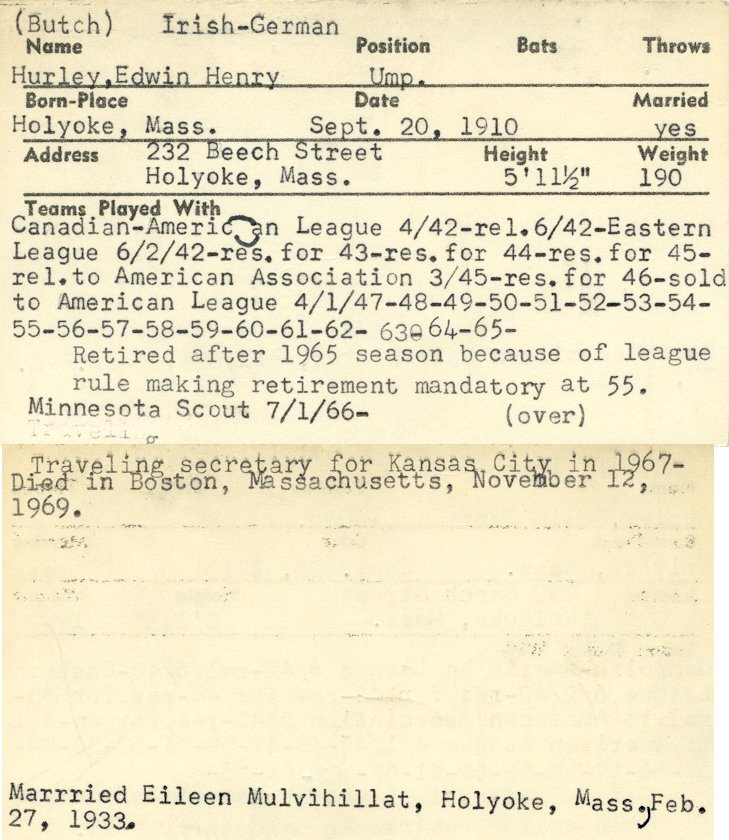 (Butch) Irish-German
Name Position Bats Throws
Hurley,Edwin Henry Ump.
Born-Place Date Married
Holyoke, Mass. Sept. 20, 1910 yes
Address 232 Beech Street Height Weight
Holyoke, Mass. 5'11½" 190
Teams Played With
Canadian-American League 4/42-rel.6/42-Eastern
League 6/2/42-res.for 43-res.for 44-res.for 45-
rel.to American Association 3/45-res.for 46-sold
to American League 4/1/47-48-49-50-51-52-53-54-
55-56-57-58-59-60-61-62- 63-64-65-
Retired after 1965 season because of league
rule making retirement mandatory at 55.
Minnesota Scout 7/1/66- (over)
Traveling
Traveling secretary for Kansas City in 1967-
Died in Boston, Massachusetts, November 12,
1969.
Marrried Eileen Mulvihillat, Holyoke, Mass.,Feb.
27, 1933.